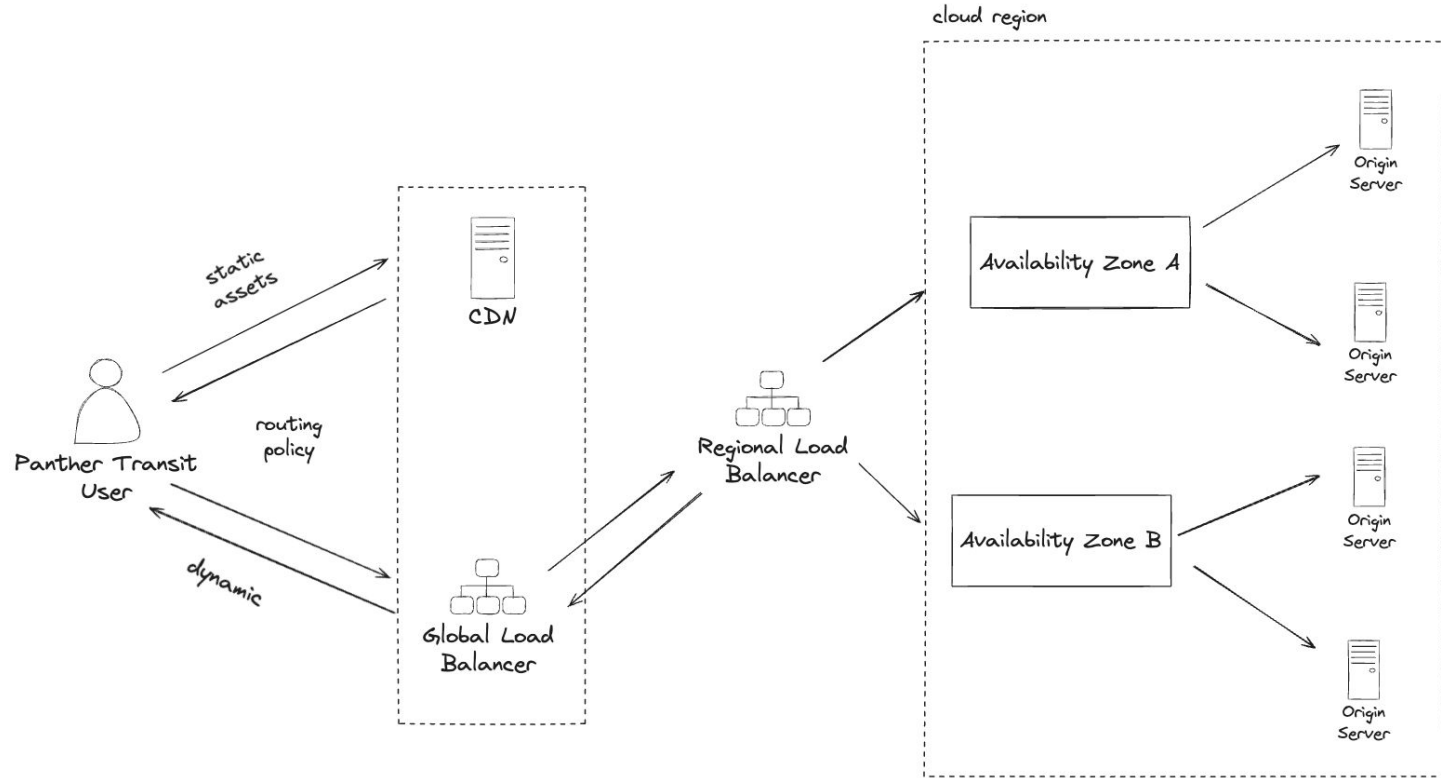 cloud region
Origin
Server
static
assets
CDN
Availability Zone A
Origin
Server
routing
policy
Panther Transit
User
Regional Load
Balancer
Origin
Server
Availability Zone B
dynamic
Global Load
Balancer
Origin
Server